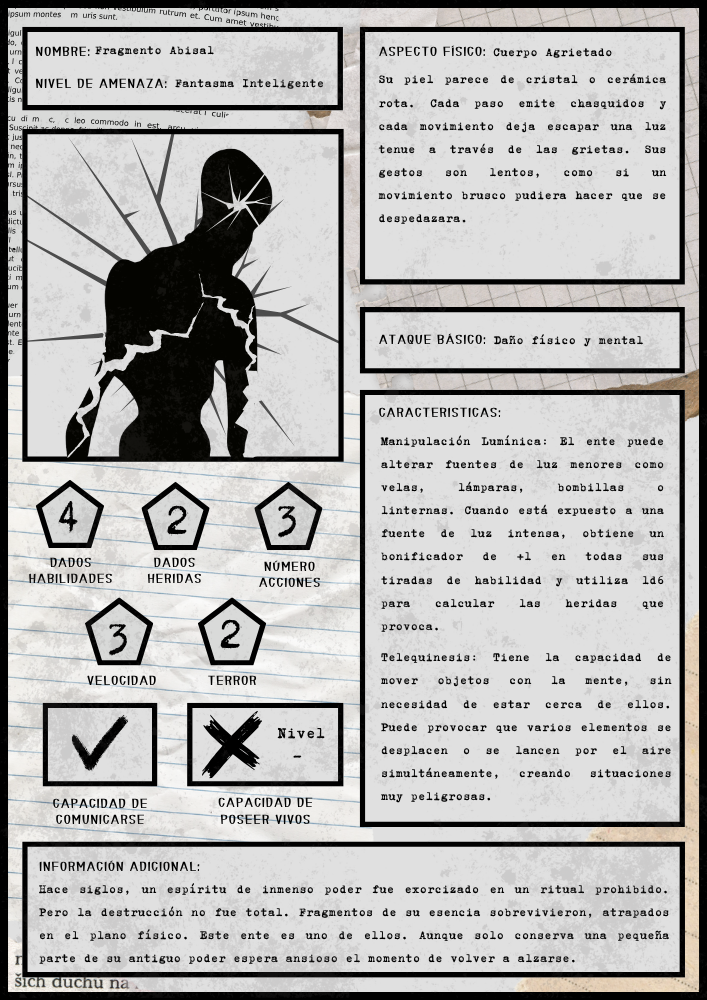 NOMBRE: Fragmento Abisal
NIVEL DE AMENAZA: Fantasma Inteligente
ASPECTO FÍSICO: Cuerpo Agrietado
Su piel parece de cristal o cerámica
rota. Cada paso emite chasquidos y
cada movimiento deja escapar una luz
tenue a través de las grietas. Sus
gestos son lentos, como si un
movimiento brusco pudiera hacer que se
despedazara.
ATAQUE BÁSICO: Daño físico y mental
CARACTERISTICAS:
Manipulación Lumínica: El ente puede
alterar fuentes de luz menores como
velas, lámparas, bombillas o
linternas. Cuando está expuesto a una
fuente de luz intensa, obtiene un
bonificador de +1 en todas sus
tiradas de habilidad y utiliza 1d6
para calcular las heridas que
provoca.
Telequinesis: Tiene la capacidad de
mover objetos con la mente, sin
necesidad de estar cerca de ellos.
Puede provocar que varios elementos se
desplacen o se lancen por el aire
simultáneamente, creando situaciones
muy peligrosas.
4
DADOS
HABILIDADES
2
DADOS
HERIDAS
3
NÚMERO
ACCIONES
3
VELOCIDAD
2
TERROR
CAPACIDAD DE
COMUNICARSE
Nivel
-
CAPACIDAD DE
POSEER VIVOS
INFORMACIÓN ADICIONAL:
Hace siglos, un espíritu de inmenso poder fue exorcizado en un ritual prohibido.
Pero la destrucción no fue total. Fragmentos de su esencia sobrevivieron, atrapados
en el plano físico. Este ente es uno de ellos. Aunque solo conserva una pequeña
parte de su antiguo poder espera ansioso el momento de volver a alzarse.
šich duchu na